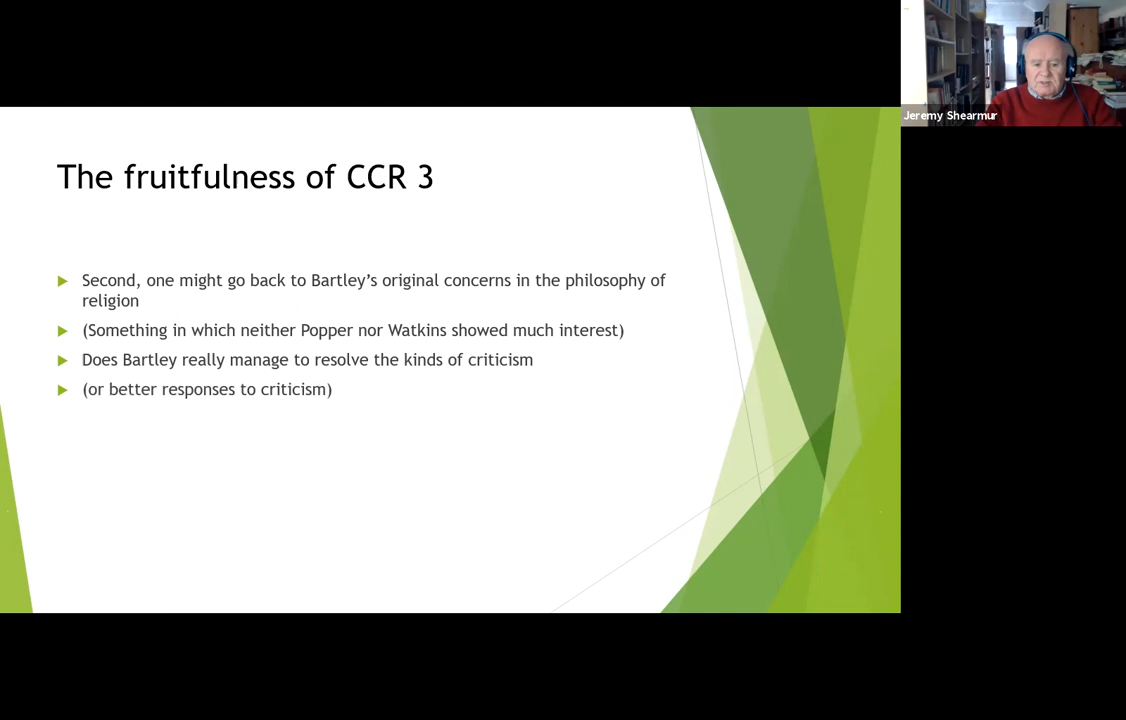 The fruitfulness of CCR 3
Second, one might go back to Bartley’s original concerns in the philosophy of
religion
(Something in which neither Popper nor Watkins showed much interest)
Does Bartley really manage to resolve the kinds of criticism
(or better responses to criticism)
Jeremy Shearmur